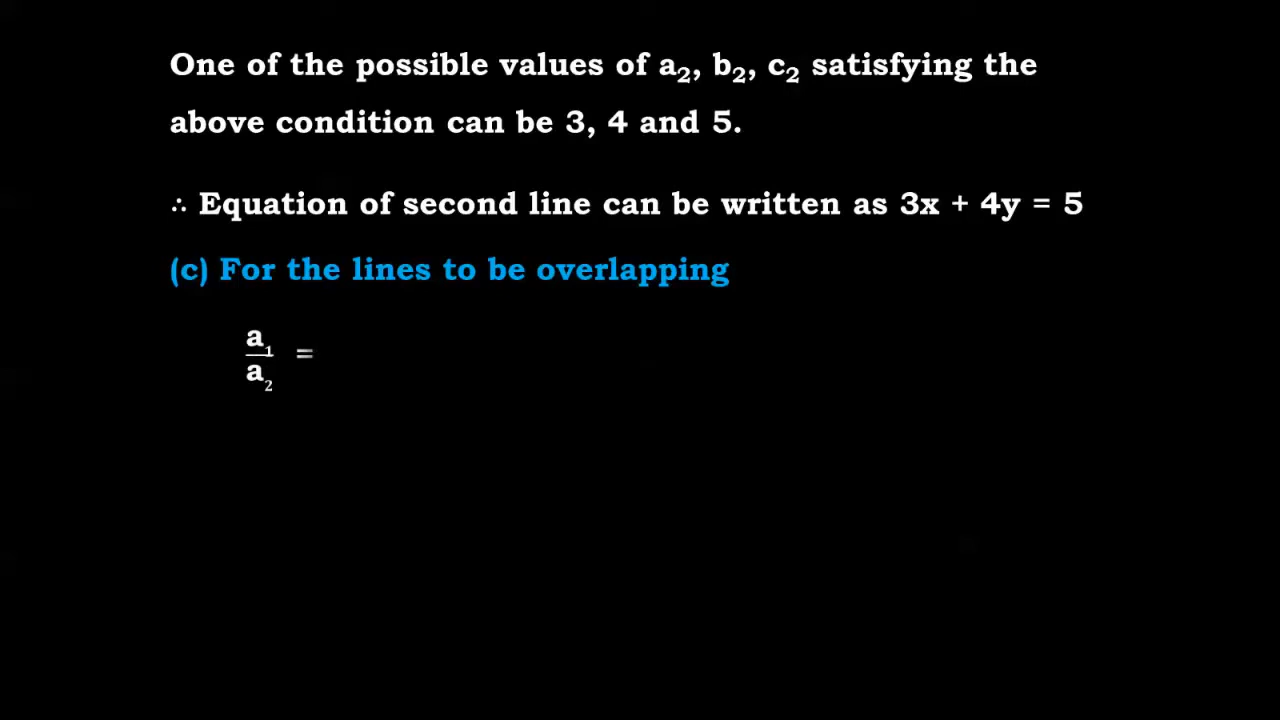 One of the possible values of a₂, b₂, c₂ satisfying the
above condition can be 3, 4 and 5.
∴ Equation of second line can be written as 3x + 4y = 5
(c) For the lines to be overlapping
a₁/a₂ =